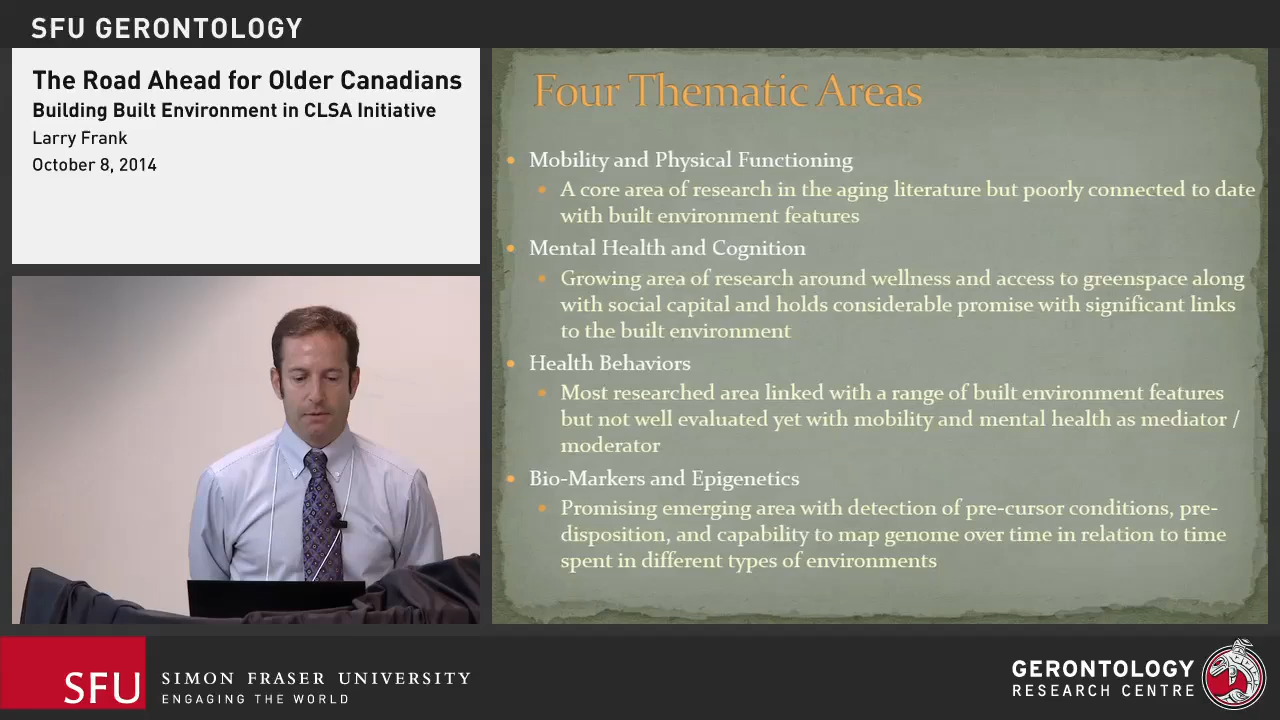 SFU GERONTOLOGY
The Road Ahead for Older Canadians
Building Built Environment in CLSA Initiative
Larry Frank
October 8, 2014
Four Thematic Areas
• Mobility and Physical Functioning
• A core area of research in the aging literature but poorly connected to date
with built environment features
• Mental Health and Cognition
• Growing area of research around wellness and access to greenspace along
with social capital and holds considerable promise with significant links
to the built environment
• Health Behaviors
• Most researched area linked with a range of built environment features
but not well evaluated yet with mobility and mental health as mediator /
moderator
• Bio-Markers and Epigenetics
• Promising emerging area with detection of pre-cursor conditions, pre-
disposition, and capability to map genome over time in relation to time
spent in different types of environments
SFU
SIMON FRASER UNIVERSITY
ENGAGING THE WORLD
GERONTOLOGY
RESEARCH CENTRE